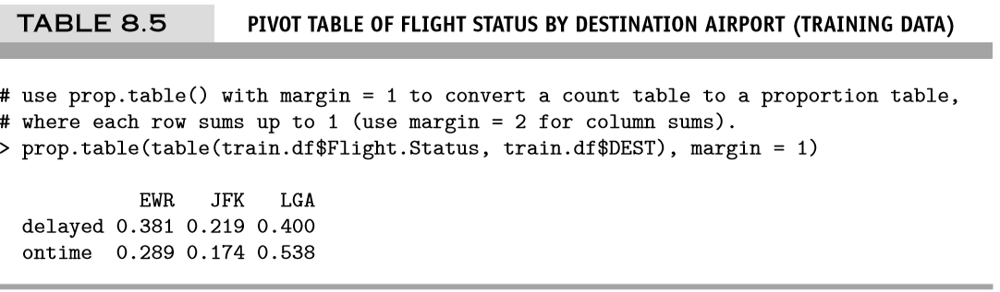 TABLE 8.5 PIVOT TABLE OF FLIGHT STATUS BY DESTINATION AIRPORT (TRAINING DATA)
# use prop.table() with margin = 1 to convert a count table to a proportion table,
# where each row sums up to 1 (use margin = 2 for column sums).
> prop.table(table(train.df$Flight.Status, train.df$DEST), margin = 1)
EWR JFK LGA
delayed 0.381 0.219 0.400
ontime 0.289 0.174 0.538